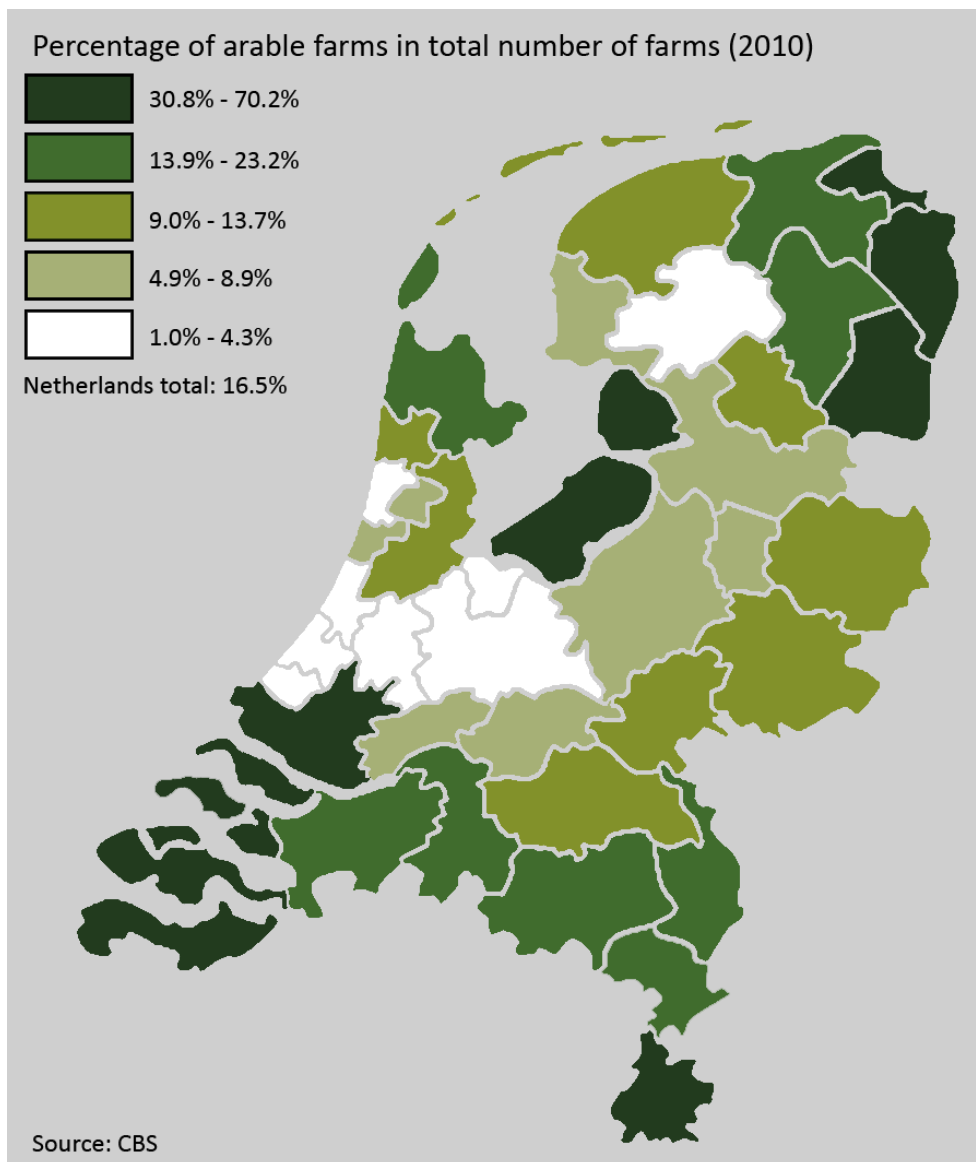 Percentage of arable farms in total number of farms (2010)
30.8% - 70.2%
13.9% - 23.2%
9.0% - 13.7%
4.9% - 8.9%
1.0% - 4.3%
Netherlands total: 16.5%
Source: CBS